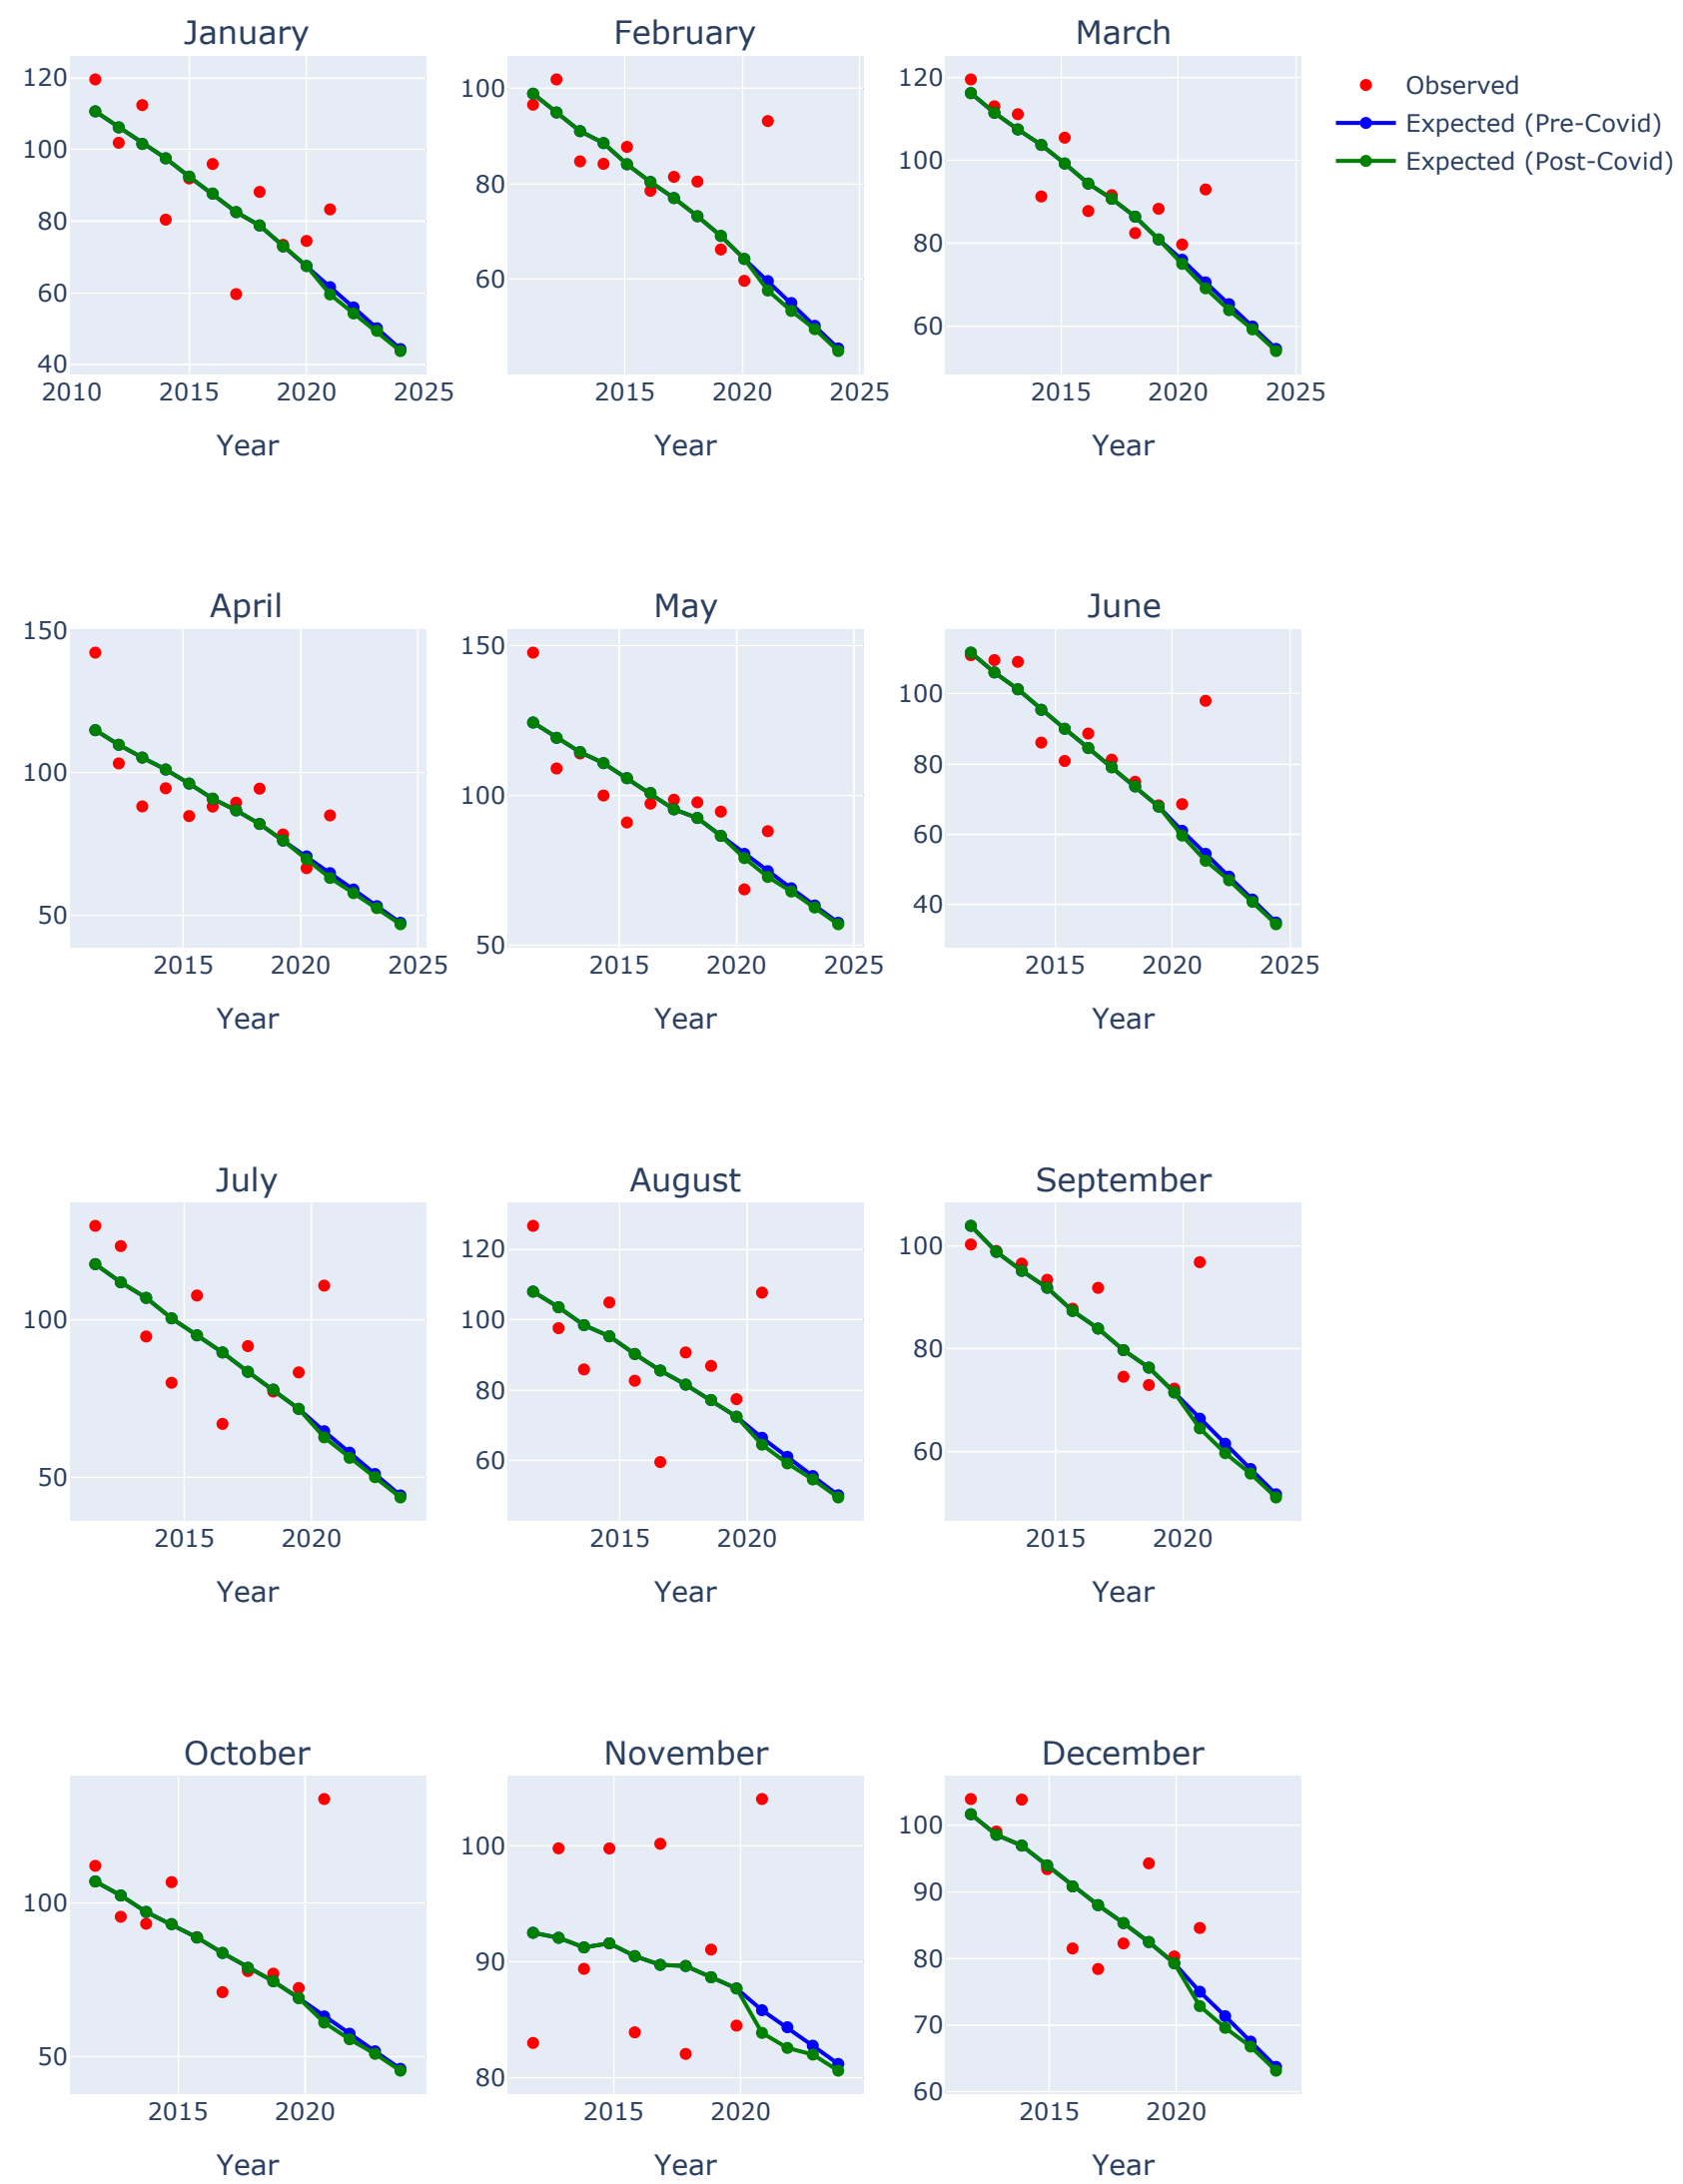 January February March
120
100
80
60
40
2010 2015 2020 2025
Year
100
80
60
2015 2020 2025
Year
120
100
80
60
2015 2020 2025
Year
Observed
Expected (Pre-Covid)
Expected (Post-Covid)
April May June
150
100
50
2015 2020 2025
Year
150
100
50
2015 2020 2025
Year
100
80
60
40
2015 2020 2025
Year
July August September
100
50
2015 2020
Year
120
100
80
60
2015 2020
Year
100
80
60
2015 2020
Year
October November December
100
50
2015 2020
Year
100
90
80
2015 2020
Year
100
90
80
70
60
2015 2020
Year